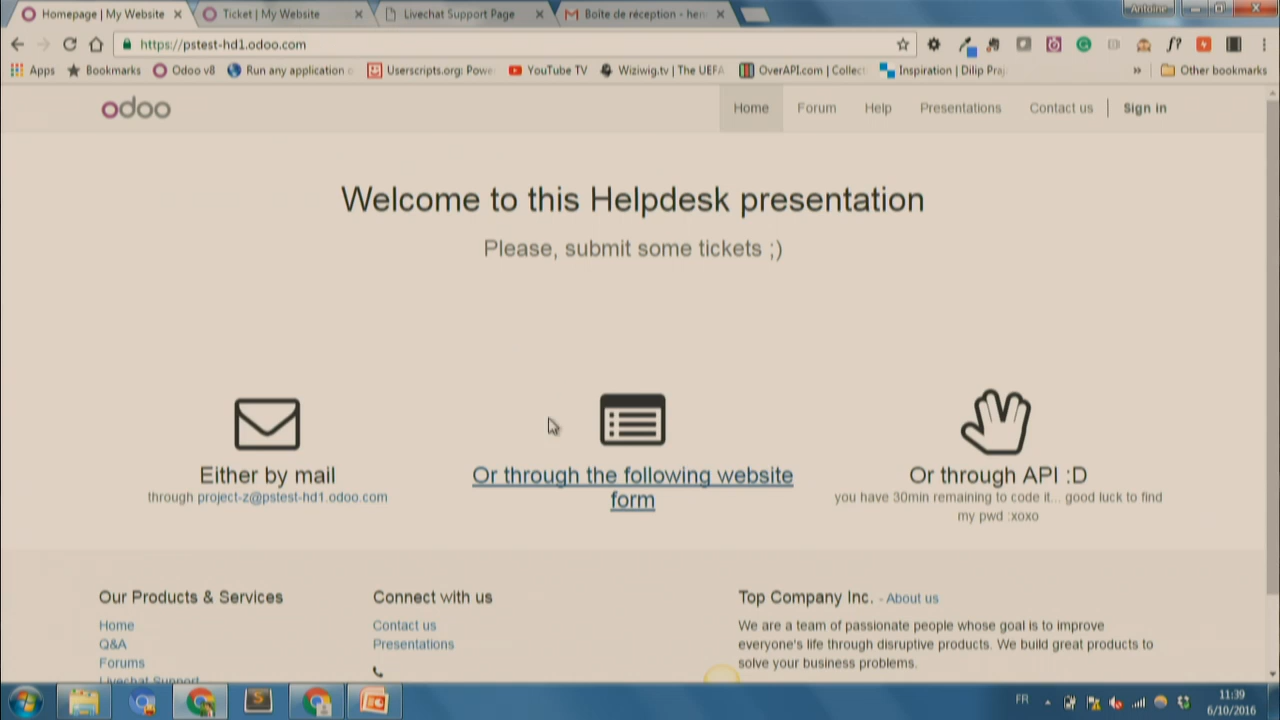 Homepage | My Website
Ticket | My Website
Livechat Support Page
Boîte de réception - hen
Antoine
https://pstest-hd1.odoo.com
Apps
Bookmarks
Odoo v8
Run any application
Userscripts.org: Powe
YouTube TV
Wiziwig.tv | The UEFA
OverAPI.com | Collect
Inspiration | Dilip Praj
»
Other bookmarks
odoo
Home
Forum
Help
Presentations
Contact us
Sign in
Welcome to this Helpdesk presentation
Please, submit some tickets ;)
Either by mail
through project-z@pstest-hd1.odoo.com
Or through the following website
form
Or through API :D
you have 30min remaining to code it... good luck to find
my pwd :xoxo
Our Products & Services
Home
Q&A
Forums
Livechat Support
Connect with us
Contact us
Presentations
Top Company Inc. - About us
We are a team of passionate people whose goal is to improve
everyone's life through disruptive products. We build great products to
solve your business problems.
FR
11:39
6/10/2016